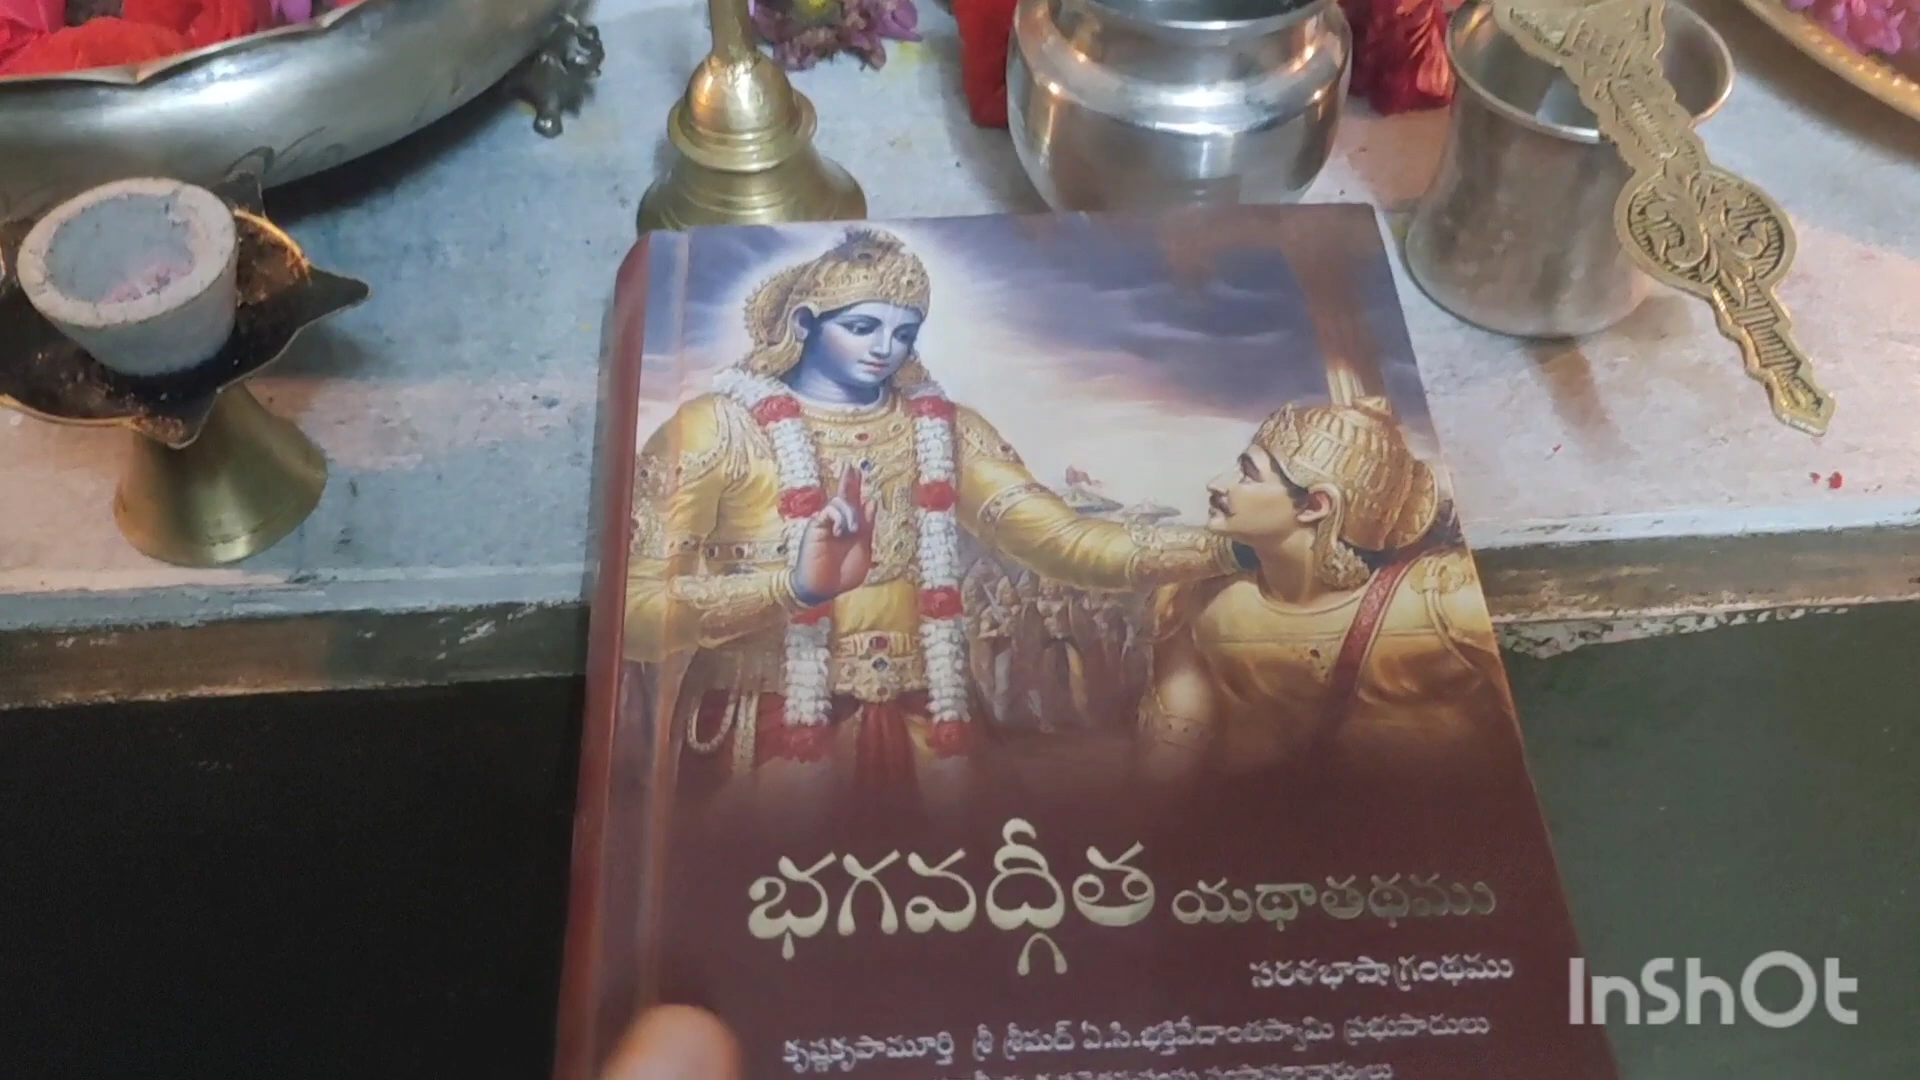 భగవద్గీత యథాతథము
సరళభాషాగ్రంథము
కృష్ణకృపామూర్తి శ్రీ శ్రీమద్ ఏ.సి.భక్తివేదాంతస్వామి ప్రభుపాదులు
InShOt